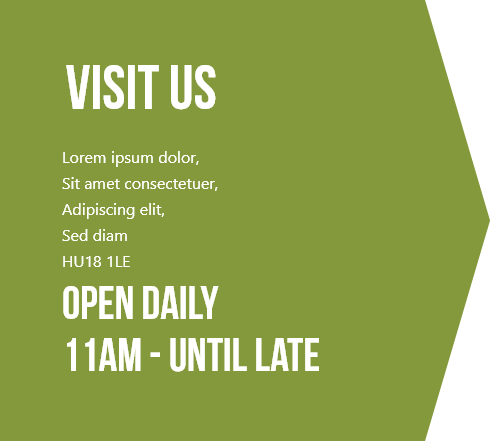 VISIT US
Lorem ipsum dolor,
Sit amet consectetuer,
Adipiscing elit,
Sed diam
HU18 1LE
OPEN DAILY
11AM - UNTIL LATE